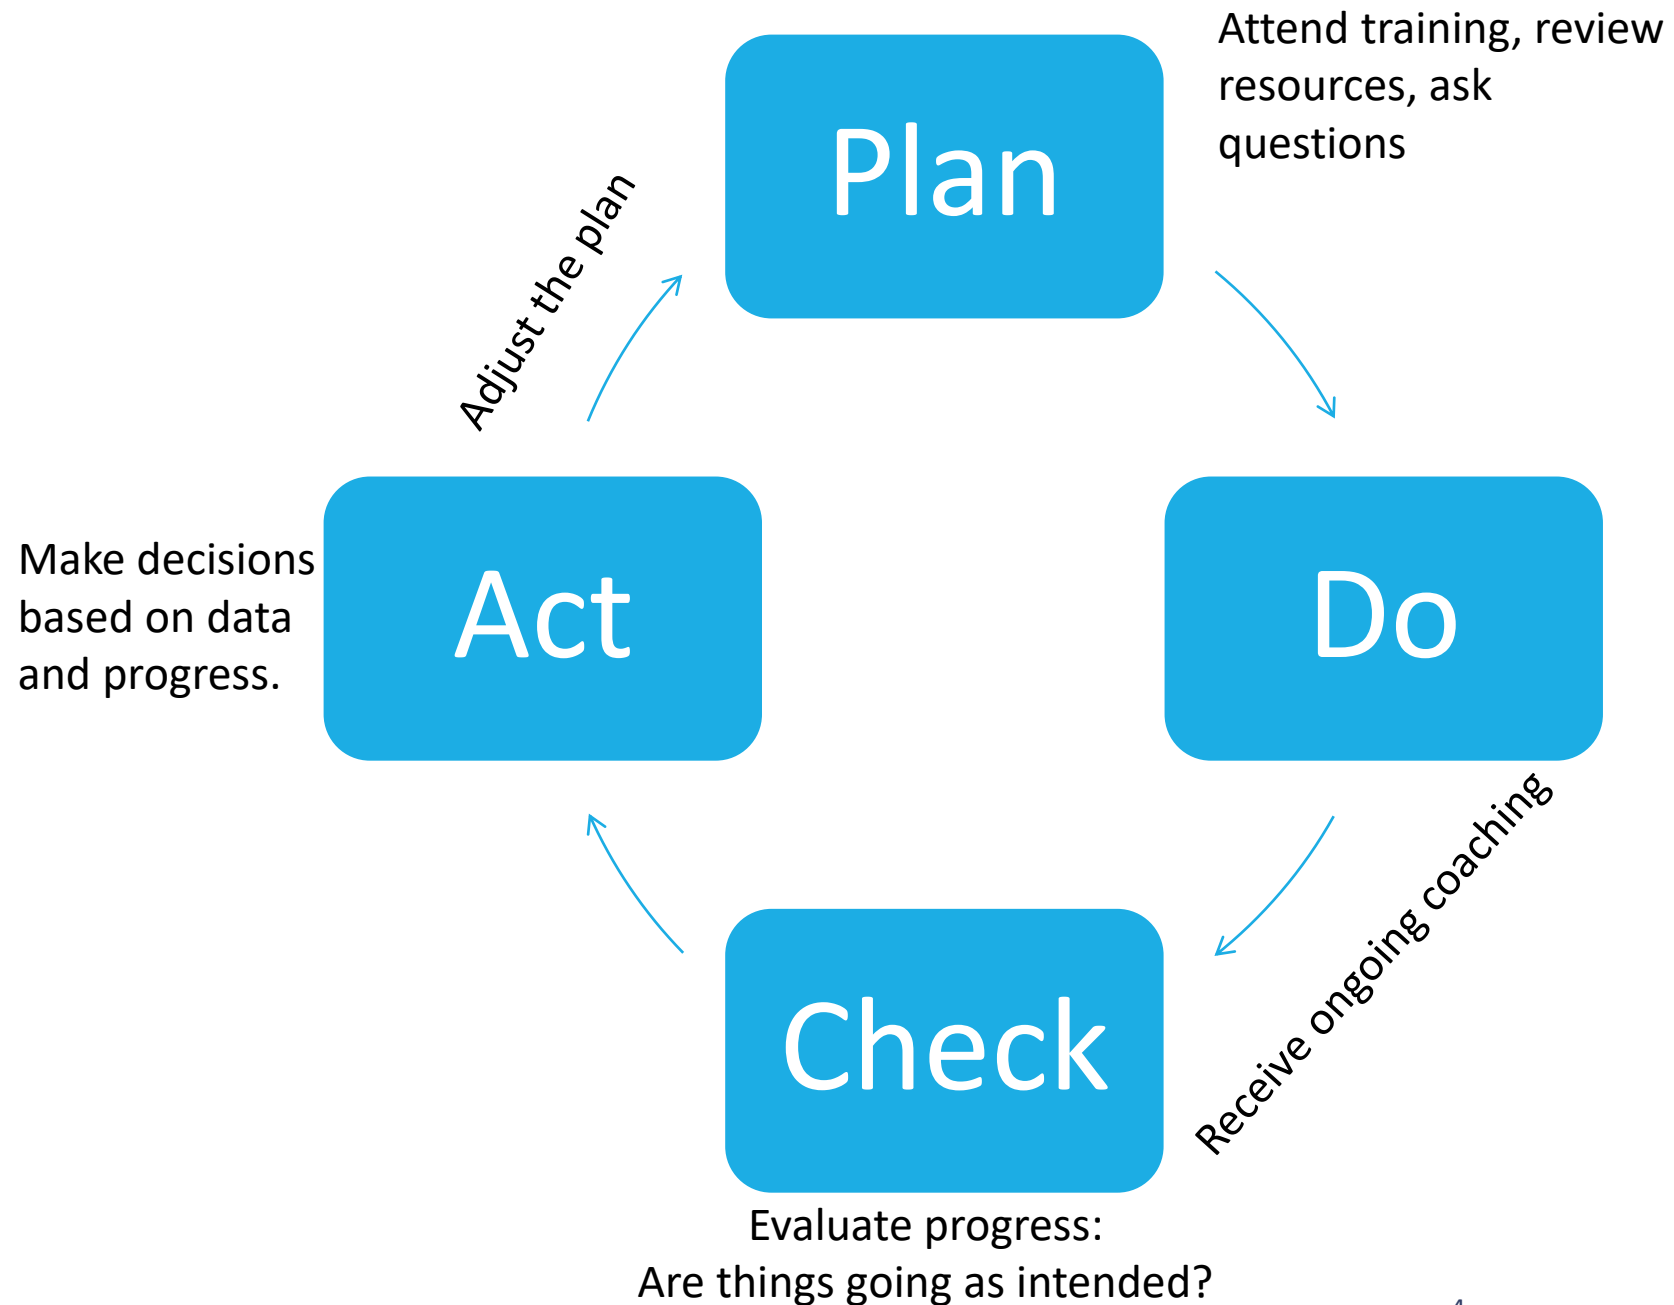 Plan
Attend training, review
resources, ask
questions
Adjust the plan
Act
Make decisions
based on data
and progress.
Do
Receive ongoing coaching
Check
Evaluate progress:
Are things going as intended?